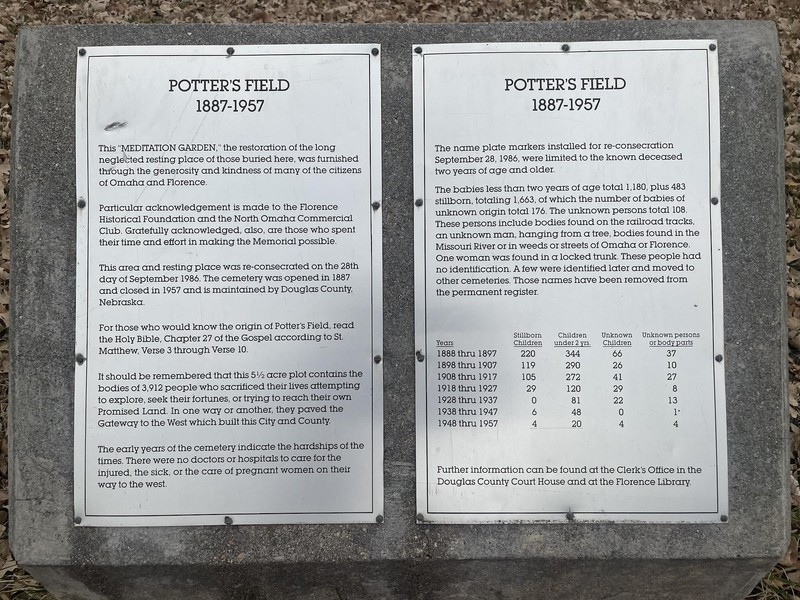 POTTER'S FIELD
1887-1957
This "MEDITATION GARDEN," the restoration of the long
neglected resting place of those buried here, was furnished
through the generosity and kindness of many of the citizens
of Omaha and Florence.
Particular acknowledgement is made to the Florence
Historical Foundation and the North Omaha Commercial
Club. Gratefully acknowledged, also, are those who spent
their time and effort in making the Memorial possible.
This area and resting place was re-consecrated on the 28th
day of September 1986. The cemetery was opened in 1887
and closed in 1957 and is maintained by Douglas County,
Nebraska.
For those who would know the origin of Potter's Field, read
the Holy Bible, Chapter 27 of the Gospel according to St.
Matthew, Verse 3 through Verse 10.
It should be remembered that this 5½ acre plot contains the
bodies of 3,912 people who sacrificed their lives attempting
to explore, seek their fortunes, or trying to reach their own
Promised Land. In one way or another, they paved the
Gateway to the West which built this City and County.
The early years of the cemetery indicate the hardships of the
times. There were no doctors or hospitals to care for the
injured, the sick, or the care of pregnant women on their
way to the west.
POTTER'S FIELD
1887-1957
The name plate markers installed for re-consecration
September 28, 1986, were limited to the known deceased
two years of age and older.
The babies less than two years of age total 1,180, plus 483
stillborn, totaling 1,663, of which the number of babies of
unknown origin total 176. The unknown persons total 108.
These persons include bodies found on the railroad tracks,
an unknown man, hanging from a tree, bodies found in the
Missouri River or in weeds or streets of Omaha or Florence.
One woman was found in a locked trunk. These people had
no identification. A few were identified later and moved to
other cemeteries. Those names have been removed from
the permanent register.
Stillborn Children Unknown Unknown persons
Years Children under 2 yrs. Children or body parts
1888 thru 1897 220 344 66 37
1898 thru 1907 119 290 26 10
1908 thru 1917 105 272 41 27
1918 thru 1927 29 120 29 8
1928 thru 1937 0 81 22 13
1938 thru 1947 6 48 0 1
1948 thru 1957 4 20 4 4
Further information can be found at the Clerk's Office in the
Douglas County Court House and at the Florence Library.